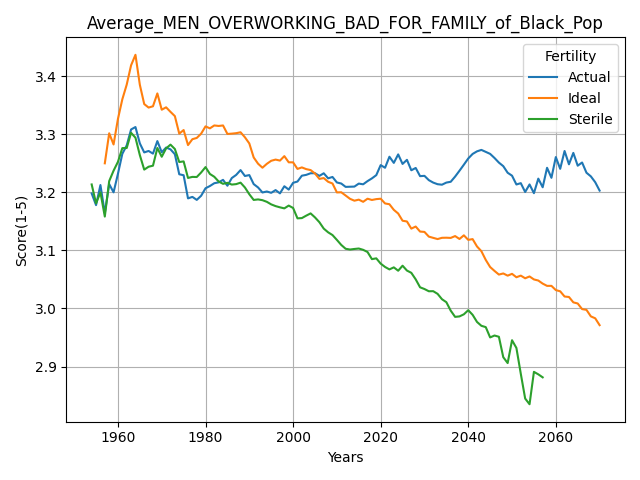 Average_MEN_OVERWORKING_BAD_FOR_FAMILY_of_Black_Pop
Fertility
Actual
Ideal
Sterile
Score(1-5)
3.4
3.3
3.2
3.1
3.0
2.9
1960 1980 2000 2020 2040 2060
Years